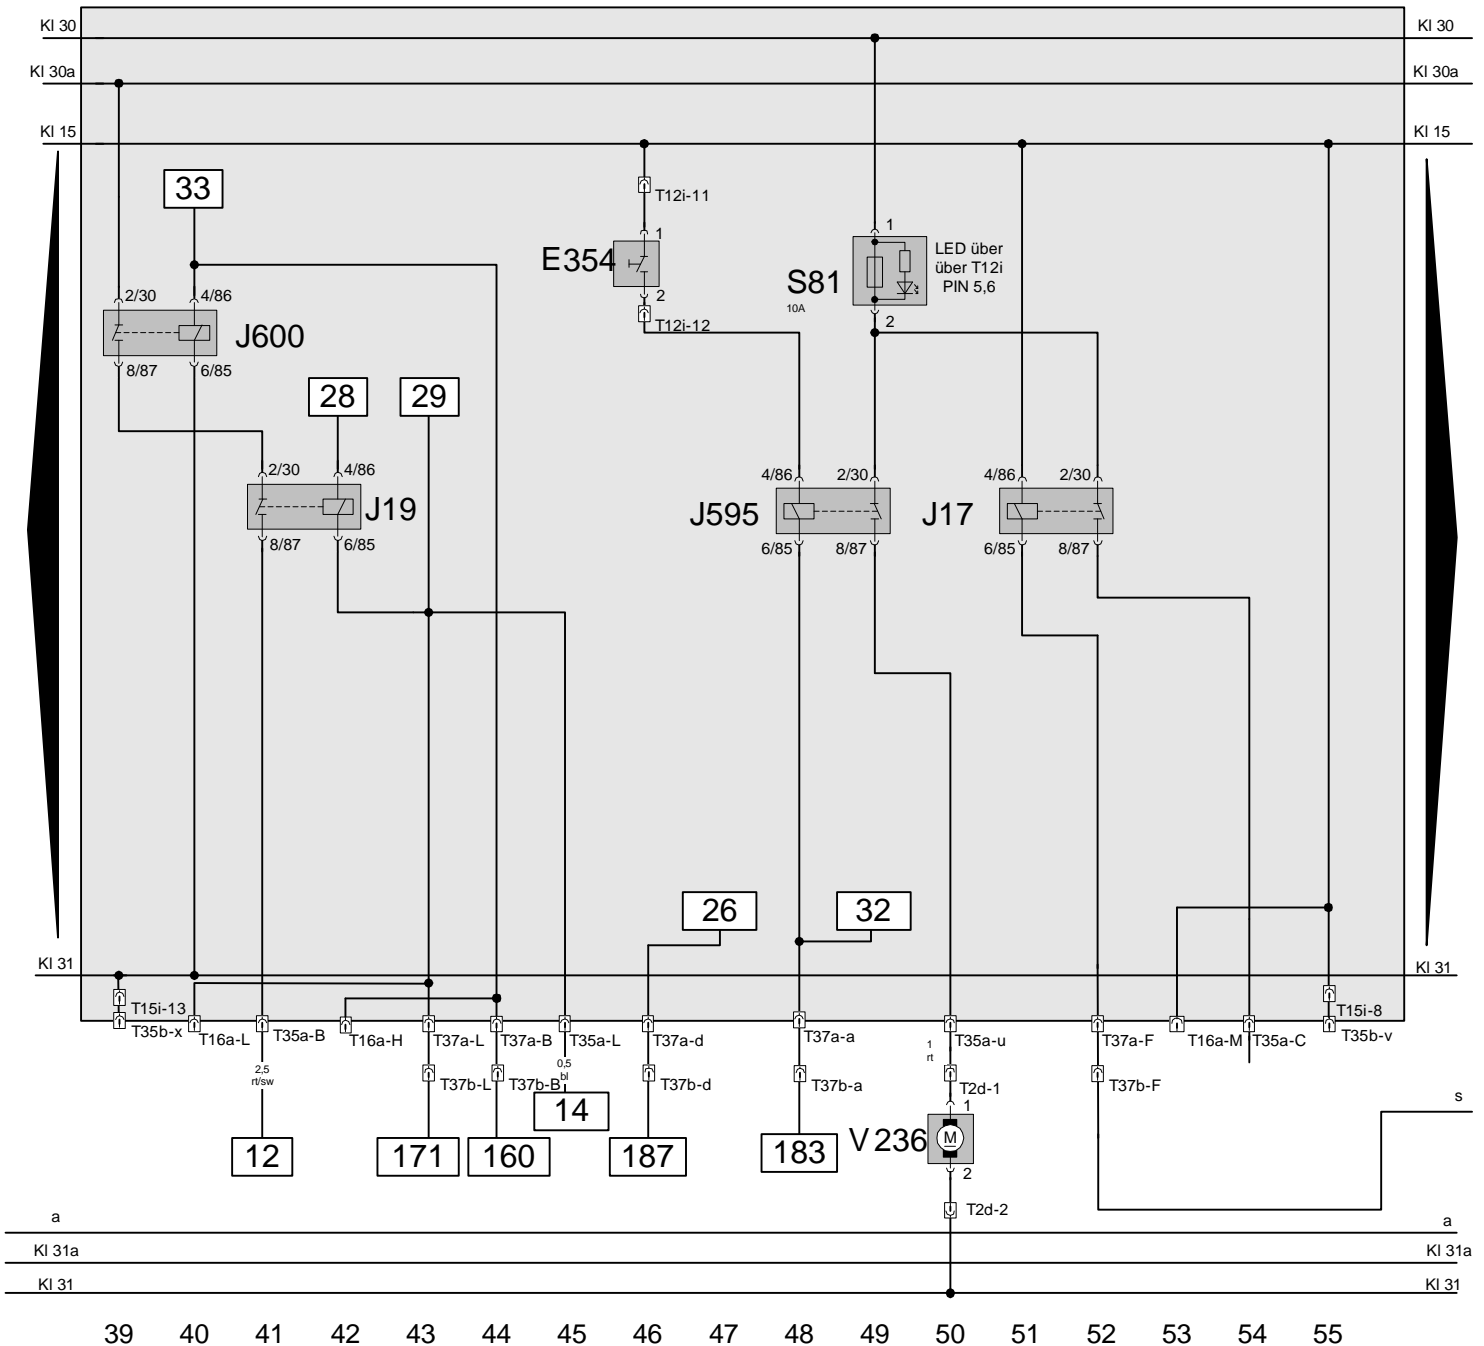 Kl 30 Kl 30
Kl 30a Kl 30a
Kl 15 Kl 15
33
T12i-11
1 1
E354
LED über
über T12i
PIN 5,6
S81
10A
2/30 4/86 2 2
T12i-12
J600
8/87 6/85
28 29
2/30 4/86 4/86 2/30 4/86 2/30
J19 J595 J17
8/87 6/85 6/85 8/87 6/85 8/87
26 32
Kl 31 Kl 31
T15i-13 T15i-8
T35b-x T16a-L T35a-B T16a-H T37a-L T37a-B T35a-L T37a-d T37a-a T35a-u T37a-F T16a-M T35a-C T35b-v
2,5
rt/sw
0,5
bl
1
rt
T37b-L T37b-B T37b-d T37b-a T2d-1 T37b-F
1
s
14
12 171 160 187 183 V236 M
2
T2d-2
a a
Kl 31a Kl 31a
Kl 31 Kl 31
39 40 41 42 43 44 45 46 47 48 49 50 51 52 53 54 55